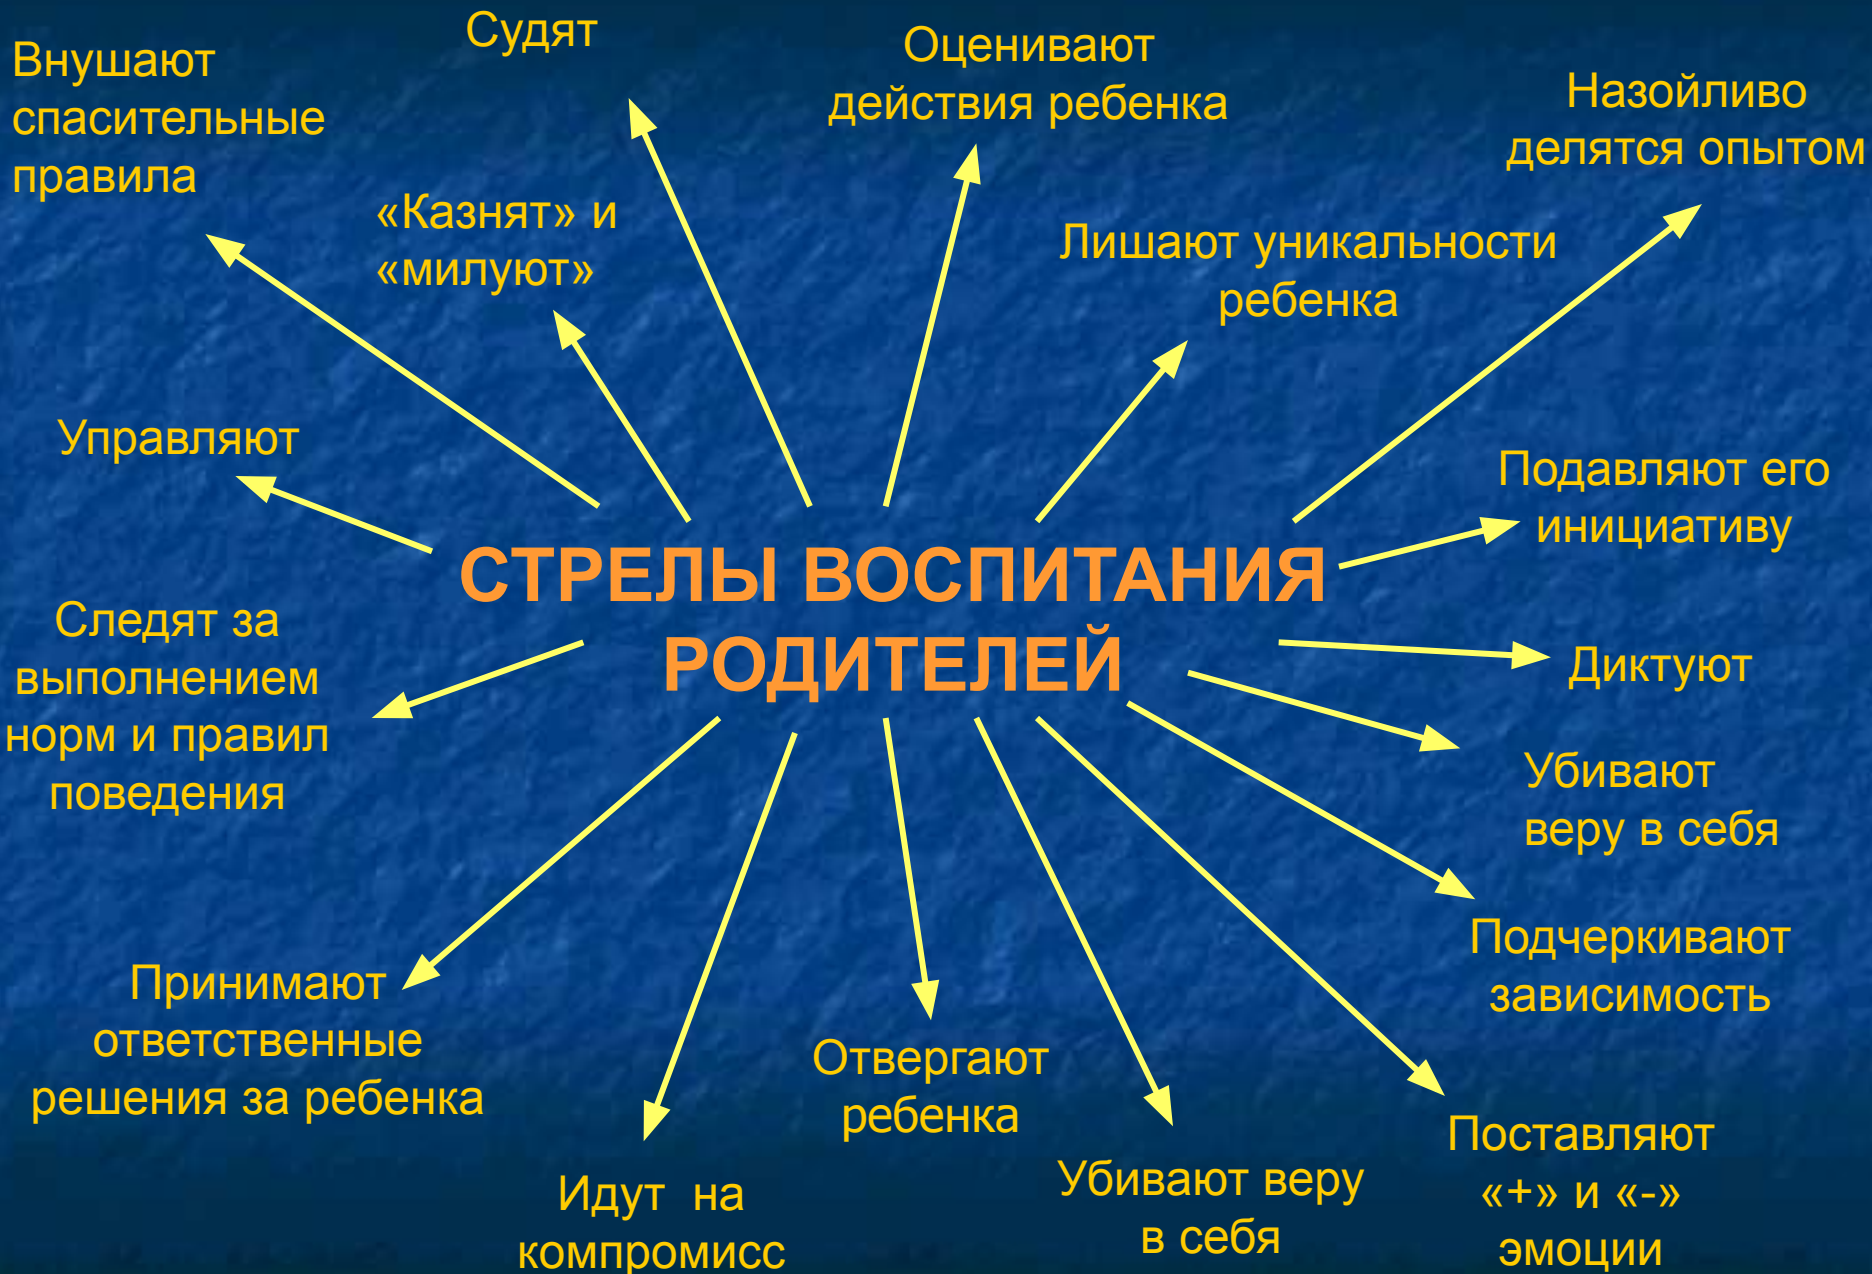 Судят
Внушают
спасительные
правила
Оценивают
действия ребенка
Назойливо
делятся опытом
«Казнят» и
«милуют»
Лишают уникальности
ребенка
Управляют
Подавляют его
инициативу
СТРЕЛЫ ВОСПИТАНИЯ
РОДИТЕЛЕЙ
Следят за
выполнением
норм и правил
поведения
Диктуют
Убивают
веру в себя
Подчеркивают
зависимость
Принимают
ответственные
решения за ребенка
Отвергают
ребенка
Поставляют
«+» и «-»
эмоции
Идут на
компромисс
Убивают веру
в себя